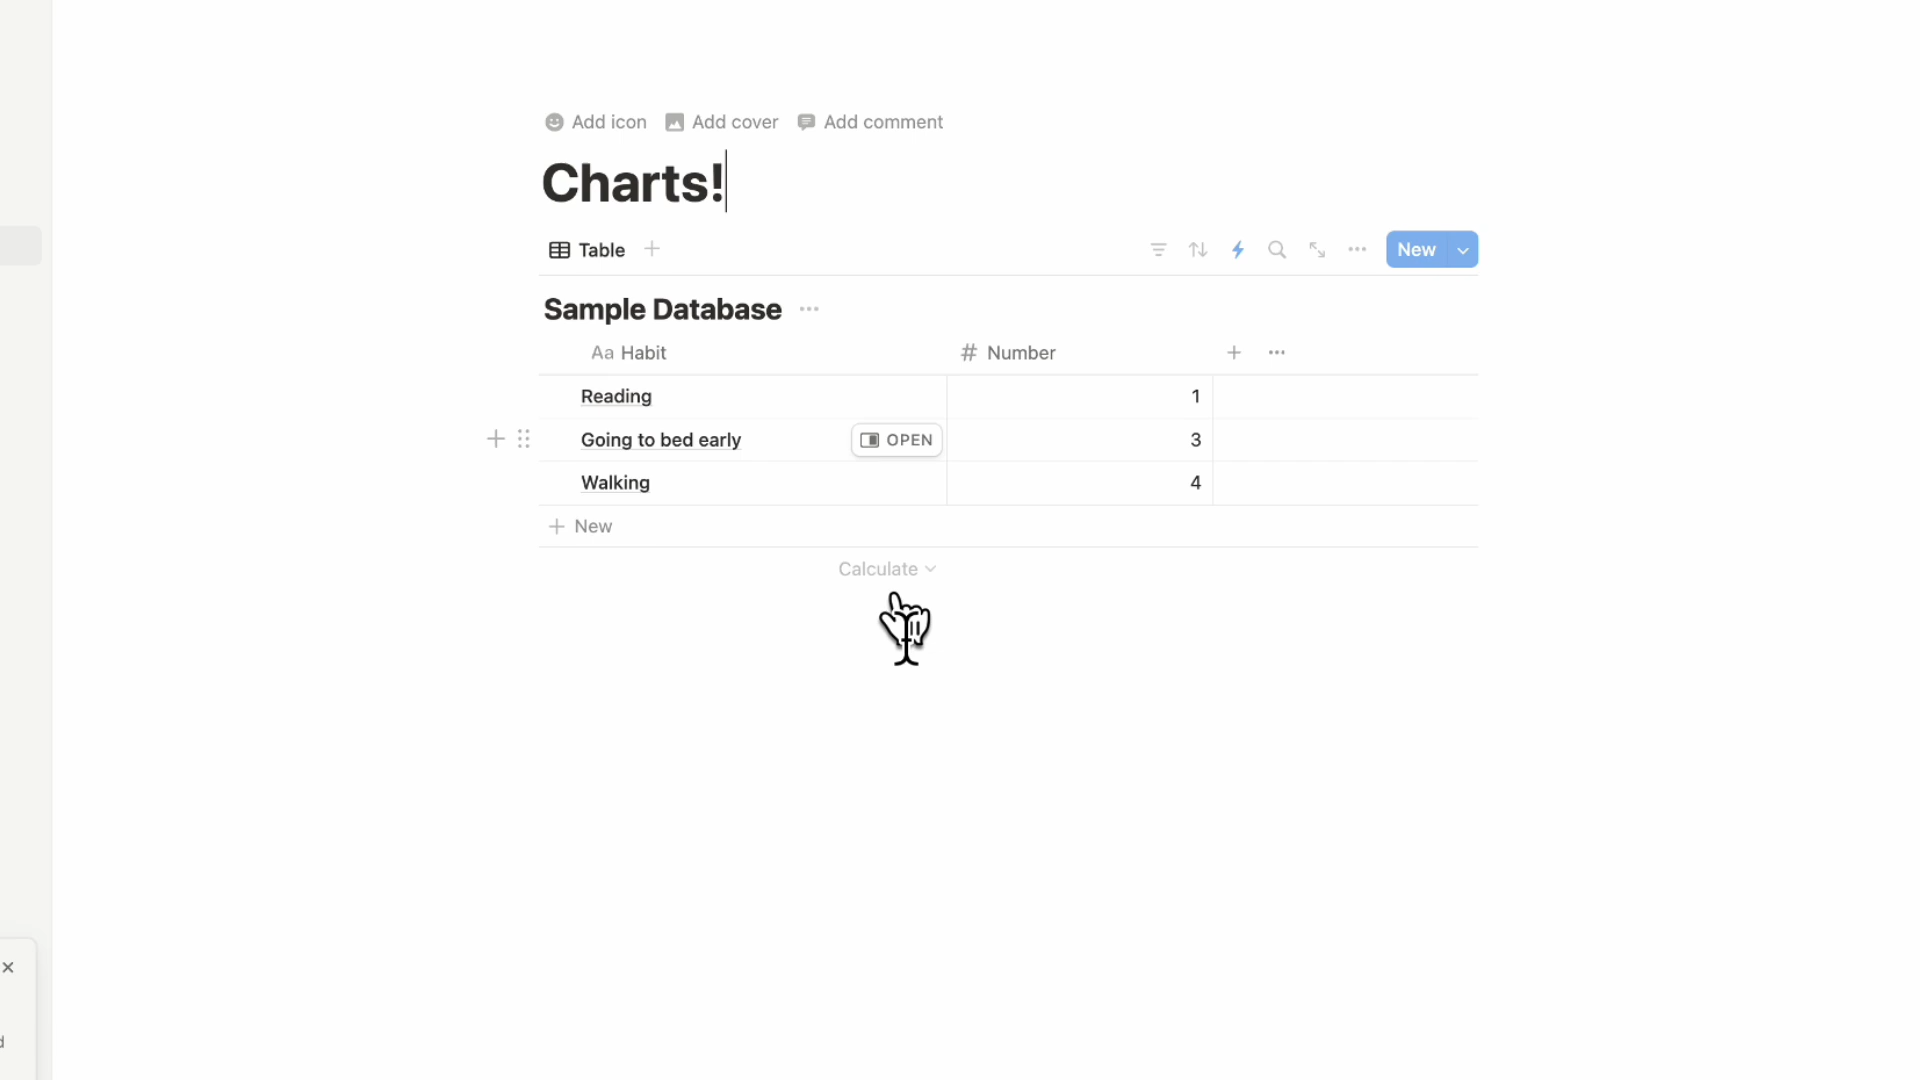 Add icon Add cover Add comment
Charts!
Table New
Sample Database
Aa Habit # Number
Reading 1
Going to bed early OPEN 3
Walking 4
New
Calculate
d